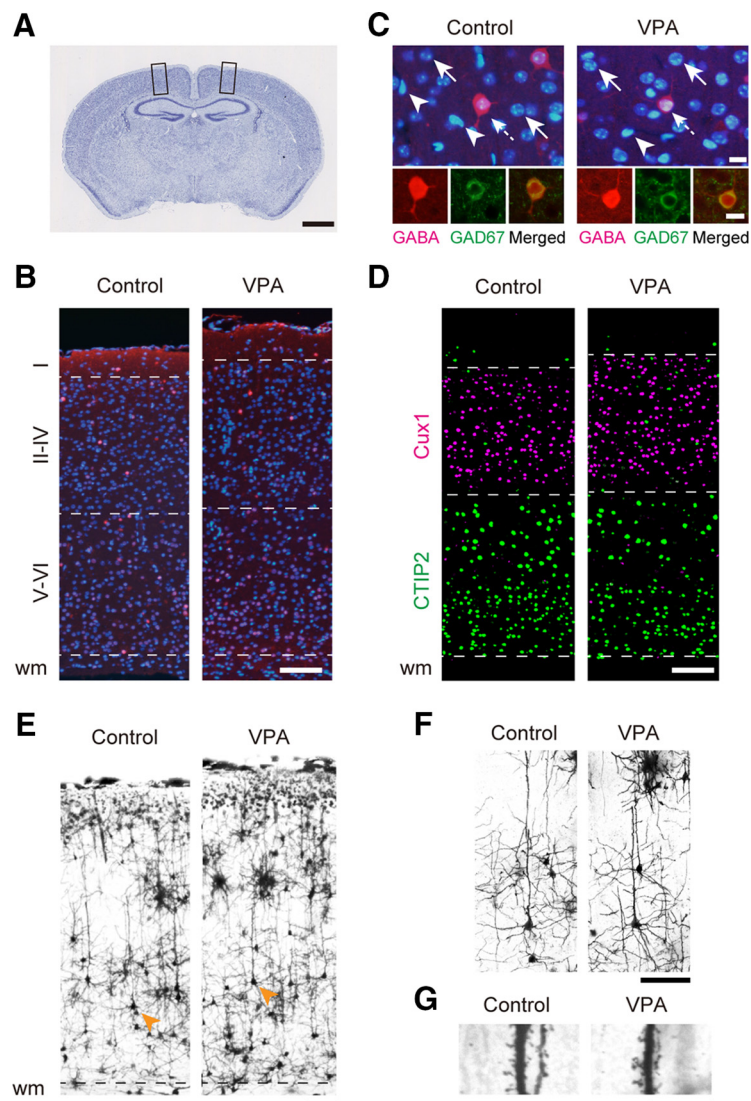 A
C
Control
VPA
GABA GAD67 Merged
GABA GAD67 Merged
B
Control
VPA
I
II-IV
V-VI
wm
D
Control
VPA
Cux1
CTIP2
wm
E
Control
VPA
wm
F
Control
VPA
G
Control
VPA